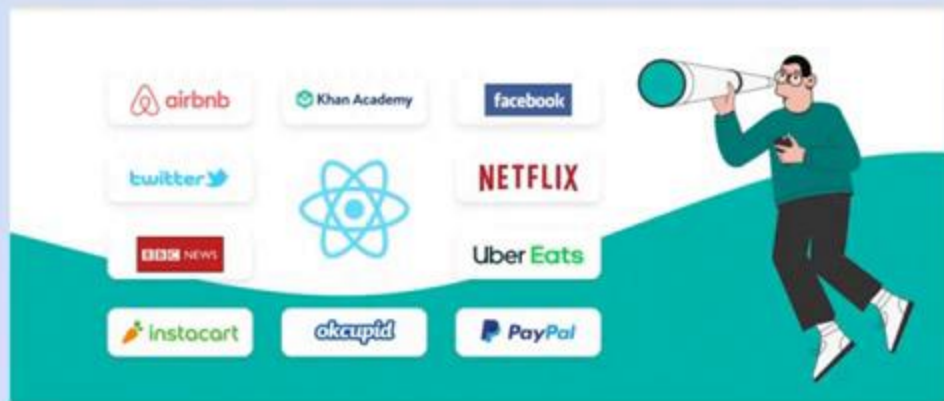 airbnb
Khan Academy
facebook
twitter
NETFLIX
BBC NEWS
Uber Eats
instacart
okcupid
PayPal